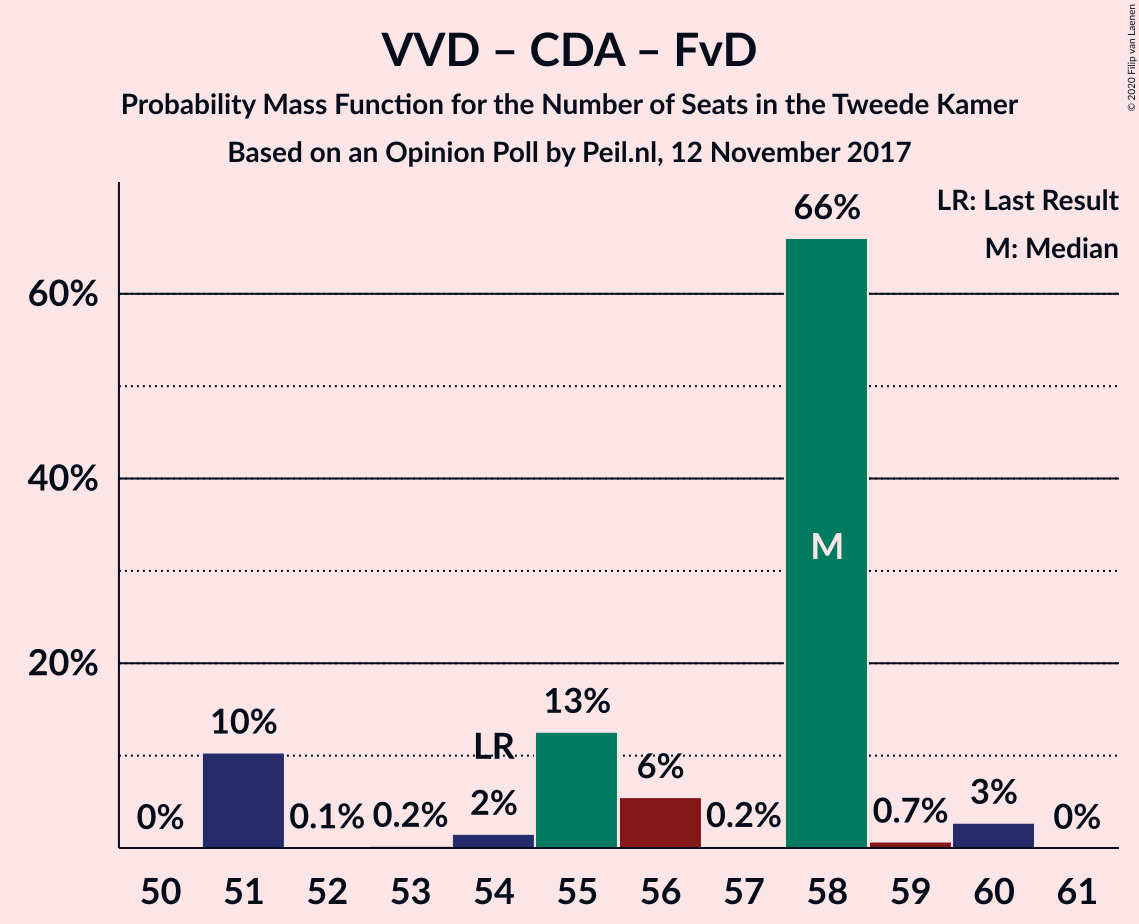 VVD – CDA – FvD
Probability Mass Function for the Number of Seats in the Tweede Kamer
Based on an Opinion Poll by Peil.nl, 12 November 2017
© 2020 Filip van Laenen
LR: Last Result
M: Median
60%
40%
20%
0%
10%
0.1%
0.2%
LR
2%
13%
6%
0.2%
66%
M
0.7%
3%
0%
50 51 52 53 54 55 56 57 58 59 60 61